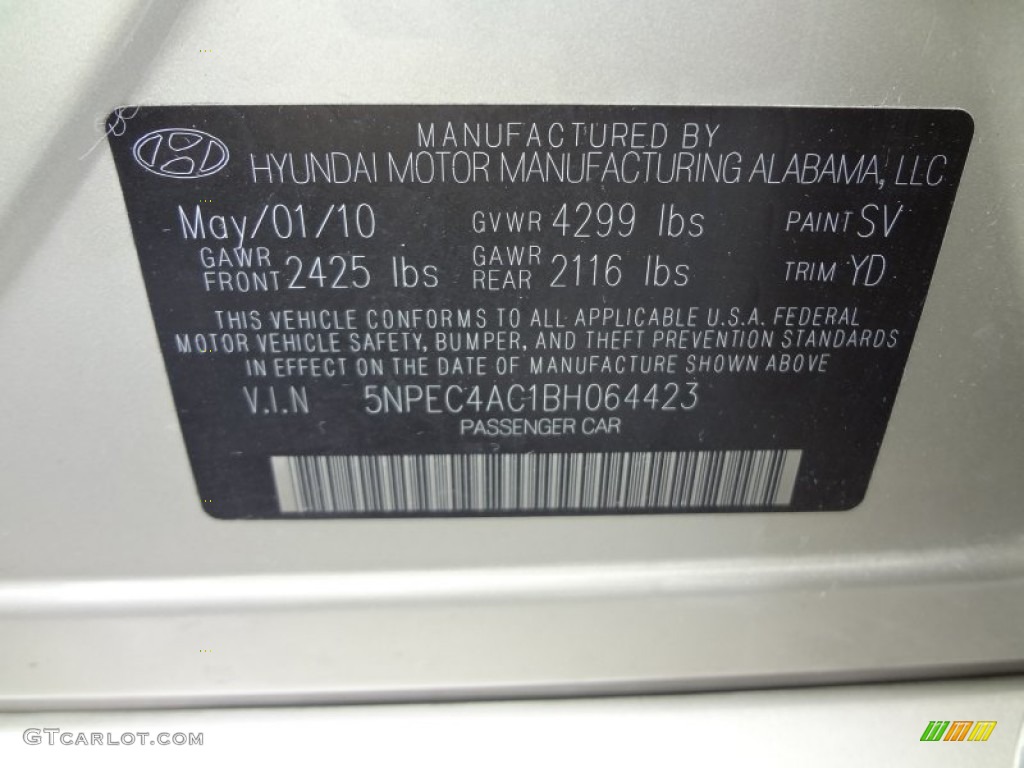 MANUFACTURED BY
HYUNDAI MOTOR MANUFACTURING ALABAMA, LLC
May/01/10 GVWR 4299 lbs PAINT SV
GAWR FRONT 2425 lbs GAWR REAR 2116 lbs TRIM YD
THIS VEHICLE CONFORMS TO ALL APPLICABLE U.S.A. FEDERAL
MOTOR VEHICLE SAFETY, BUMPER, AND THEFT PREVENTION STANDARDS
IN EFFECT ON THE DATE OF MANUFACTURE SHOWN ABOVE
V.I.N 5NPEC4AC1BH064423
PASSENGER CAR
GTCARLOT.COM